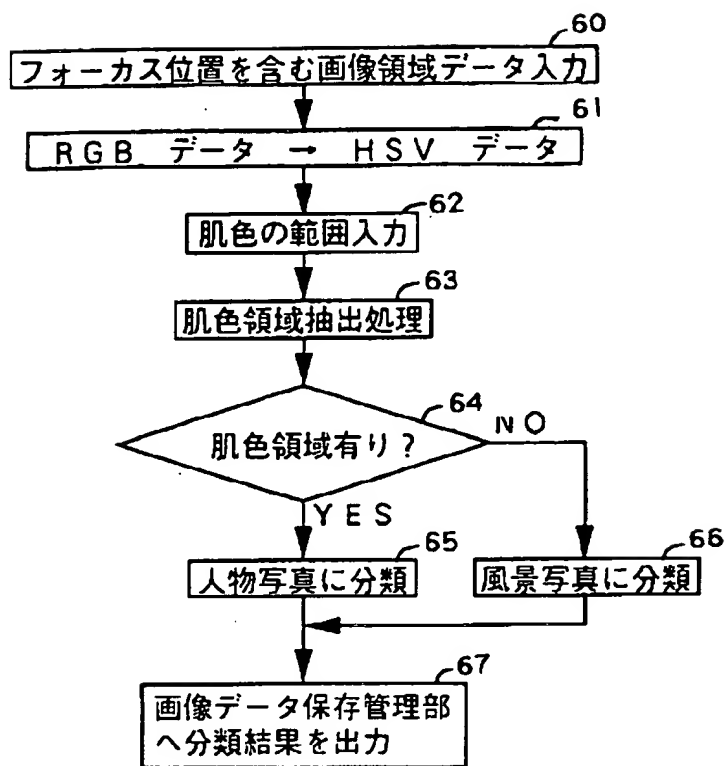 60
フォーカス位置を含む画像領域データ入力
61
RGB データ → HSV データ
62
肌色の範囲入力
63
肌色領域抽出処理
64
肌色領域有り?
NO
YES
65
人物写真に分類
66
風景写真に分類
67
画像データ保存管理部
へ分類結果を出力